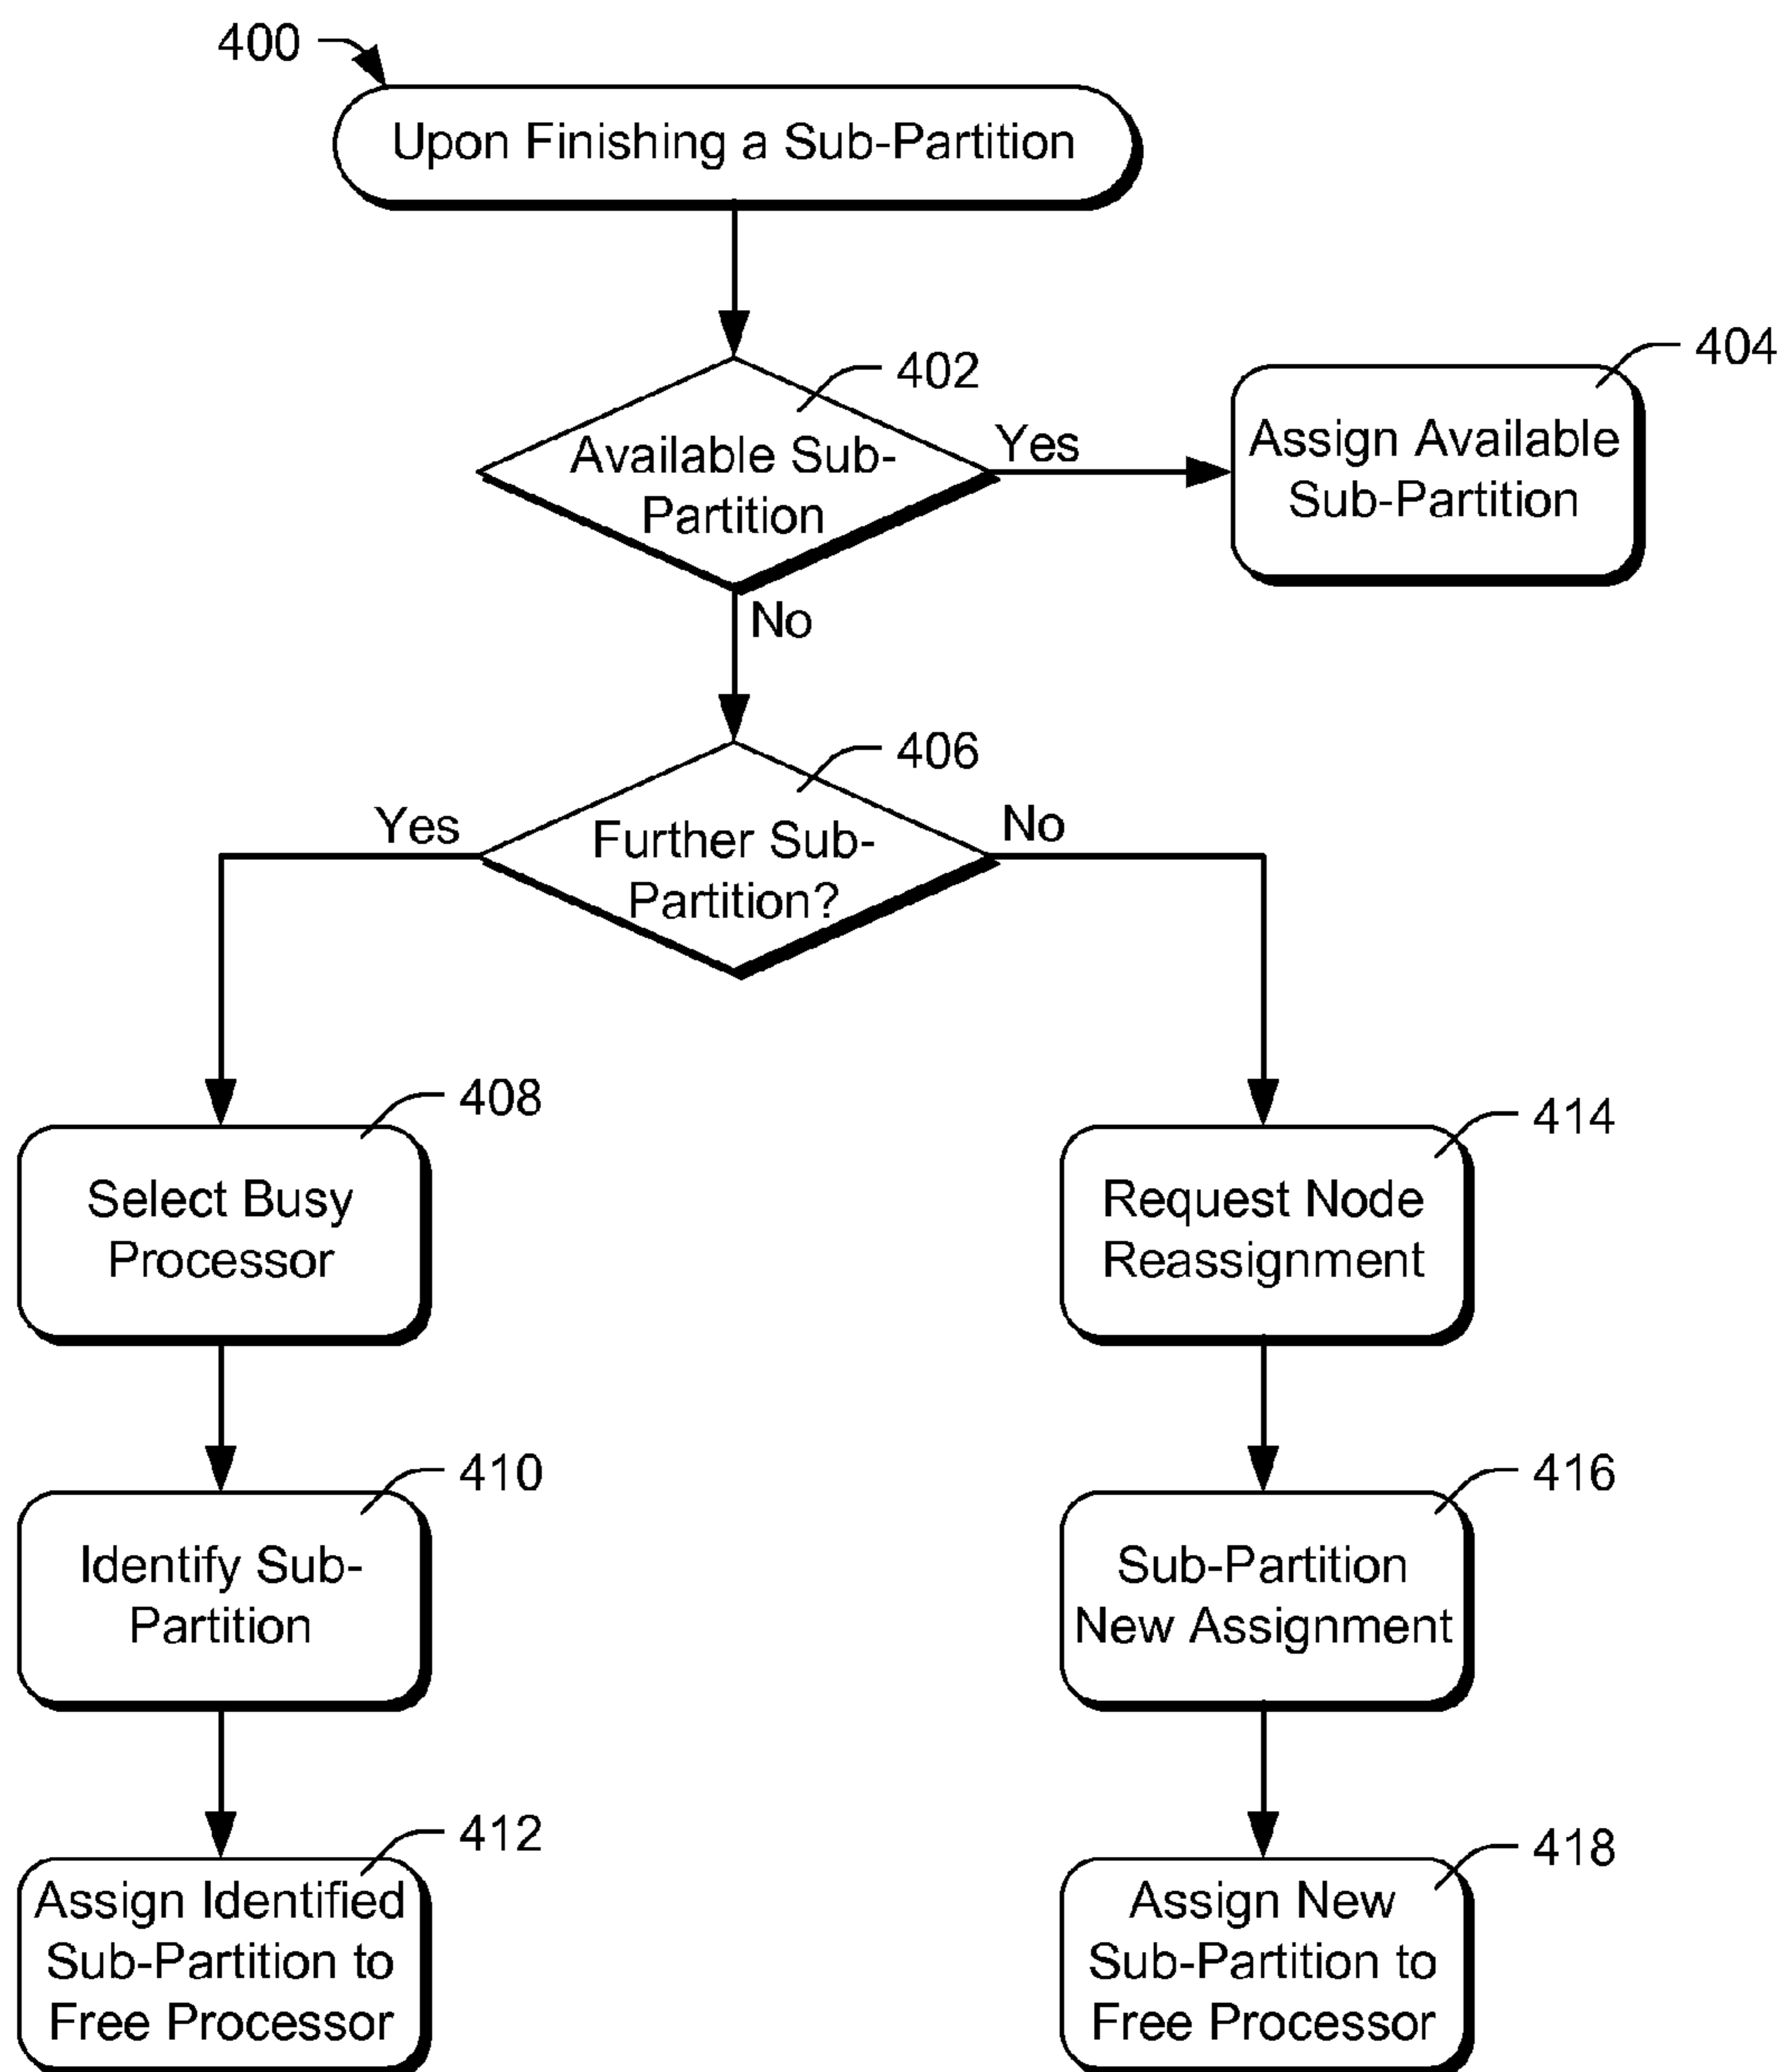 400
Upon Finishing a Sub-Partition
402
404
Available Sub-
Partition
Yes
Assign Available
Sub-Partition
No
406
Yes
Further Sub-
Partition?
No
408
Select Busy
Processor
414
Request Node
Reassignment
410
Identify Sub-
Partition
416
Sub-Partition
New Assignment
412
Assign Identified
Sub-Partition to
Free Processor
418
Assign New
Sub-Partition to
Free Processor